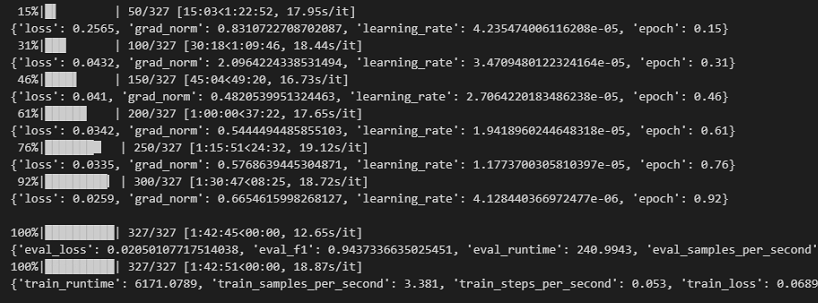 15%|█▌ | 50/327 [15:03<1:22:52, 17.95s/it]
{'loss': 0.2565, 'grad_norm': 0.8310722708702087, 'learning_rate': 4.235474006116208e-05, 'epoch': 0.15}
31%|███ | 100/327 [30:18<1:09:46, 18.44s/it]
{'loss': 0.0432, 'grad_norm': 2.0964224338531494, 'learning_rate': 3.4709480122324164e-05, 'epoch': 0.31}
46%|████▌ | 150/327 [45:04<49:20, 16.73s/it]
{'loss': 0.041, 'grad_norm': 0.4820539951324463, 'learning_rate': 2.7064220183486238e-05, 'epoch': 0.46}
61%|██████ | 200/327 [1:00:00<37:22, 17.65s/it]
{'loss': 0.0342, 'grad_norm': 0.5444494485855103, 'learning_rate': 1.9418960244648318e-05, 'epoch': 0.61}
76%|███████▋ | 250/327 [1:15:51<24:32, 19.12s/it]
{'loss': 0.0335, 'grad_norm': 0.5768639445304871, 'learning_rate': 1.1773700305810397e-05, 'epoch': 0.76}
92%|█████████▏| 300/327 [1:30:47<08:25, 18.72s/it]
{'loss': 0.0259, 'grad_norm': 0.6654615998268127, 'learning_rate': 4.128440366972477e-06, 'epoch': 0.92}
100%|██████████| 327/327 [1:42:45<00:00, 12.65s/it]
{'eval_loss': 0.02050107717514038, 'eval_f1': 0.9437336635025451, 'eval_runtime': 240.9943, 'eval_samples_per_second'
100%|██████████| 327/327 [1:42:51<00:00, 18.87s/it]
{'train_runtime': 6171.0789, 'train_samples_per_second': 3.381, 'train_steps_per_second': 0.053, 'train_loss': 0.0689